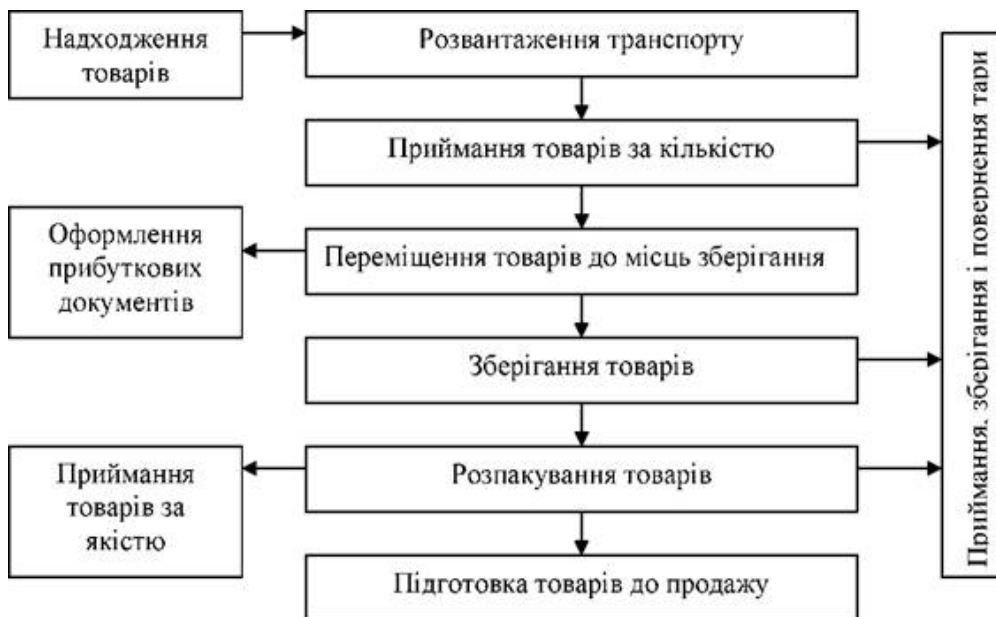 Надходження
товарів
Розвантаження транспорту
Приймання товарів за кількістю
Оформлення
прибуткових
документів
Переміщення товарів до місць зберігання
Зберігання товарів
Приймання
товарів за
якістю
Розпакування товарів
Підготовка товарів до продажу
Приймання, зберігання і повернення тари